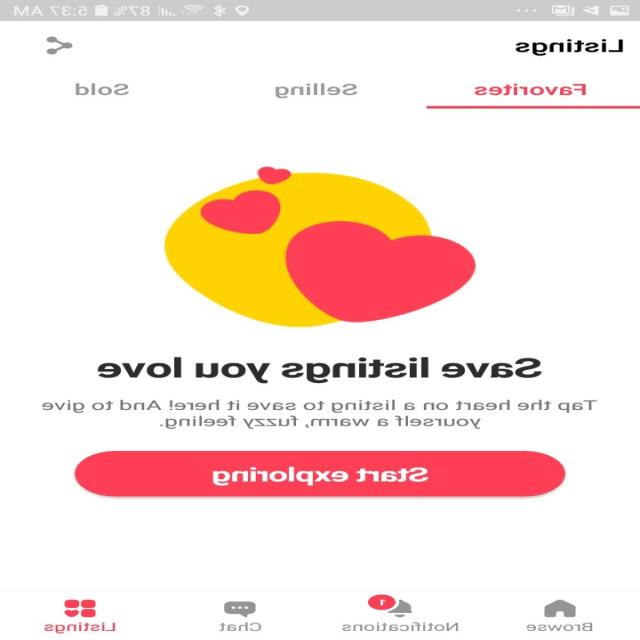 87% 5:37 AM
Listings
Favorites Selling Sold
Save listings you love
Tap the heart on a listing to save it here! And to give
yourself a warm, fuzzy feeling.
Start exploring
1
Browse Notifications Chat Listings